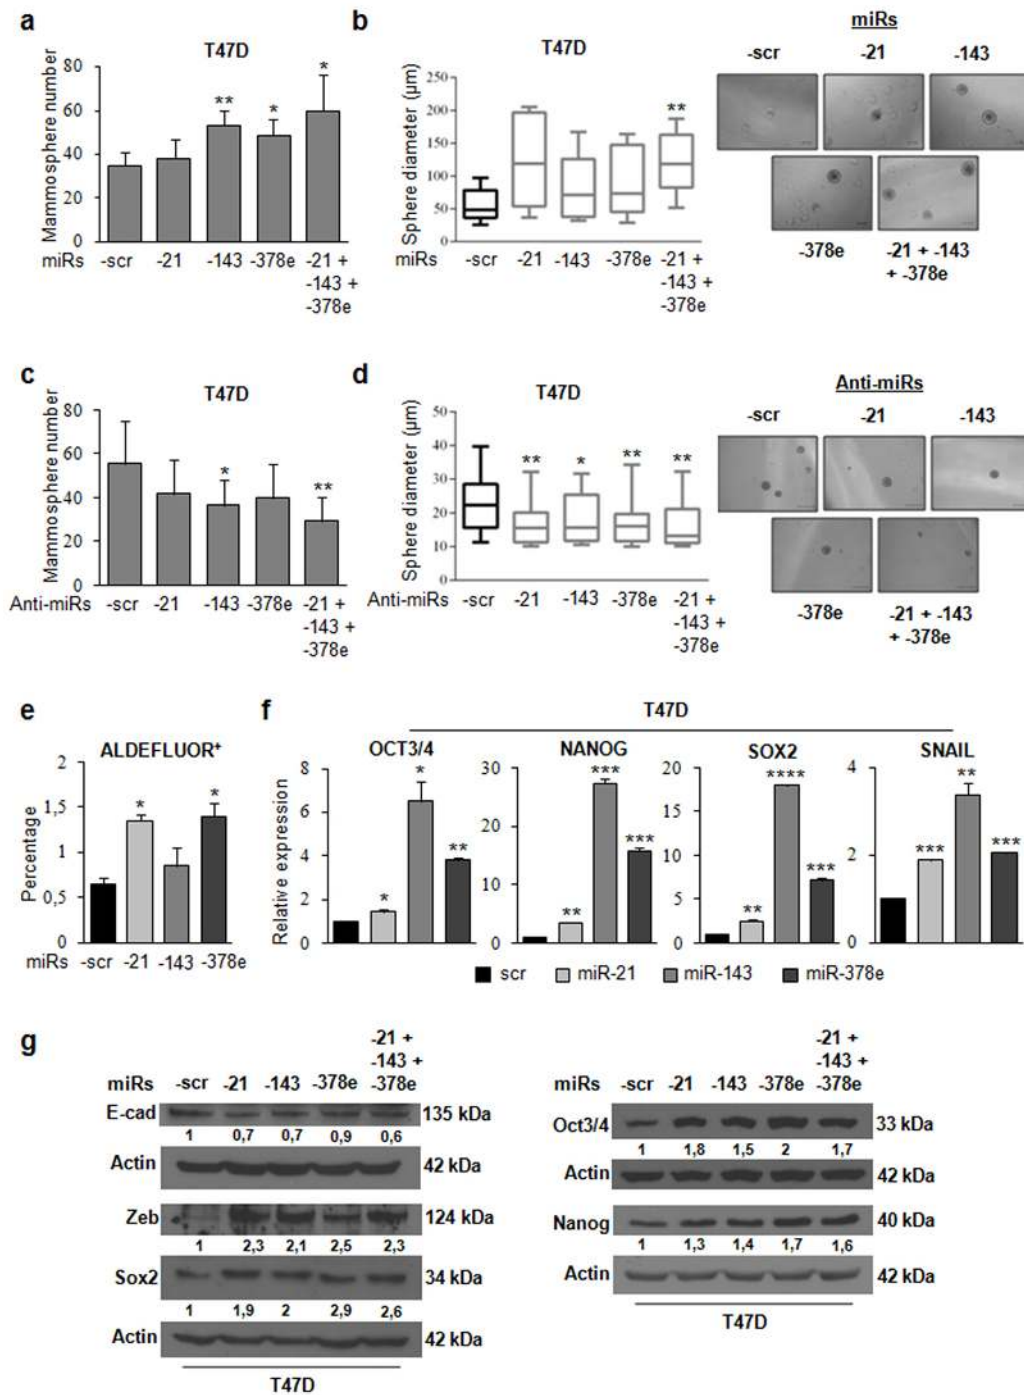 a
T47D
Mammosphere number
80
60
40
20
0
** * *
miRs -scr -21 -143 -378e -21 +
-143 +
-378e
b
T47D
Sphere diameter (µm)
250
200
150
100
50
0
**
miRs -scr -21 -143 -378e -21 +
-143 +
-378e
miRs
-scr -21 -143
-378e -21 + -143
+ -378e
c
T47D
Mammosphere number
80
60
40
20
0
* **
Anti-miRs -scr -21 -143 -378e -21 +
-143 +
-378e
d
T47D
Sphere diameter (µm)
50
40
30
20
10
0
** * ** **
Anti-miRs -scr -21 -143 -378e -21 +
-143 +
-378e
Anti-miRs
-scr -21 -143
-378e -21 + -143
+ -378e
e
ALDEFLUOR+
Percentage
2
1,5
1
0,5
0
* *
miRs -scr -21 -143 -378e
f
T47D
OCT3/4
Relative expression
8
6
4
2
0
* * **
NANOG
30
20
10
0
** *** ***
SOX2
20
15
10
5
0
** **** ***
SNAIL
4
2
0
*** ** ***
scr miR-21 miR-143 miR-378e
g
miRs -scr -21 -143 -378e -21 +
-143 +
-378e
E-cad 135 kDa
1 0,7 0,7 0,9 0,6
Actin 42 kDa
Zeb 124 kDa
1 2,3 2,1 2,5 2,3
Sox2 34 kDa
1 1,9 2 2,9 2,6
Actin 42 kDa
T47D
miRs -scr -21 -143 -378e -21 +
-143 +
-378e
Oct3/4 33 kDa
1 1,8 1,5 2 1,7
Actin 42 kDa
Nanog 40 kDa
1 1,3 1,4 1,7 1,6
Actin 42 kDa
T47D